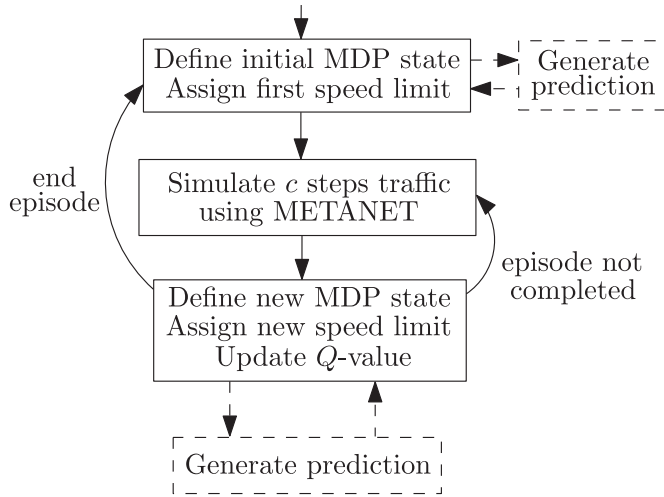 Define initial MDP state
Assign first speed limit
Generate
prediction
end
episode
Simulate c steps traffic
using METANET
episode not
completed
Define new MDP state
Assign new speed limit
Update Q-value
Generate prediction